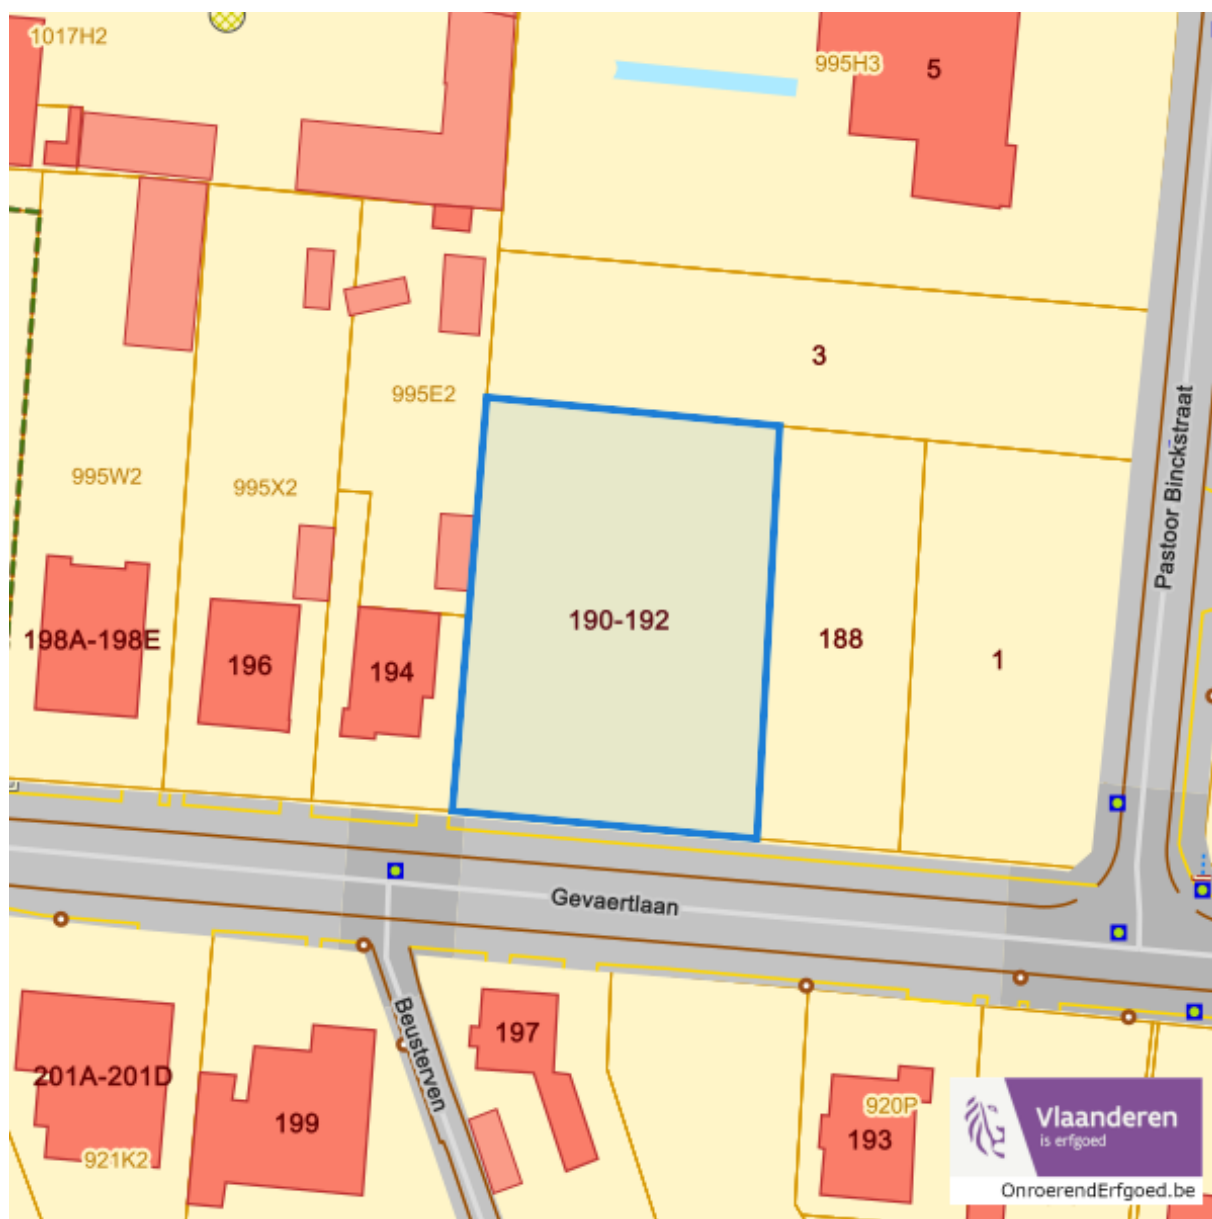 1017H2
995H3
5
3
995E2
995W2
995X2
Pastoor Binckstraat
190-192
188
1
198A-198E
196
194
Gevaertlaan
Beusterven
197
201A-201D
199
921K2
920P
193
Vlaanderen
is erfgoed
OnroerendErfgoed.be